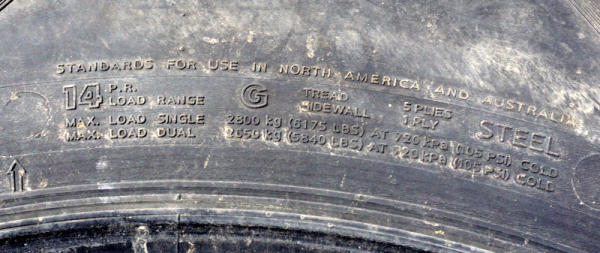 STANDARDS FOR USE IN NORTH AMERICA AND AUSTRALIA
14 P.R. LOAD RANGE G TREAD 5 PLIES
SIDEWALL 1 PLY STEEL
MAX. LOAD SINGLE 2800 kg (6175 LBS) AT 720 kPa (105 PSI) COLD
MAX. LOAD DUAL 2650 kg (5840 LBS) AT 720 kPa (105 PSI) COLD